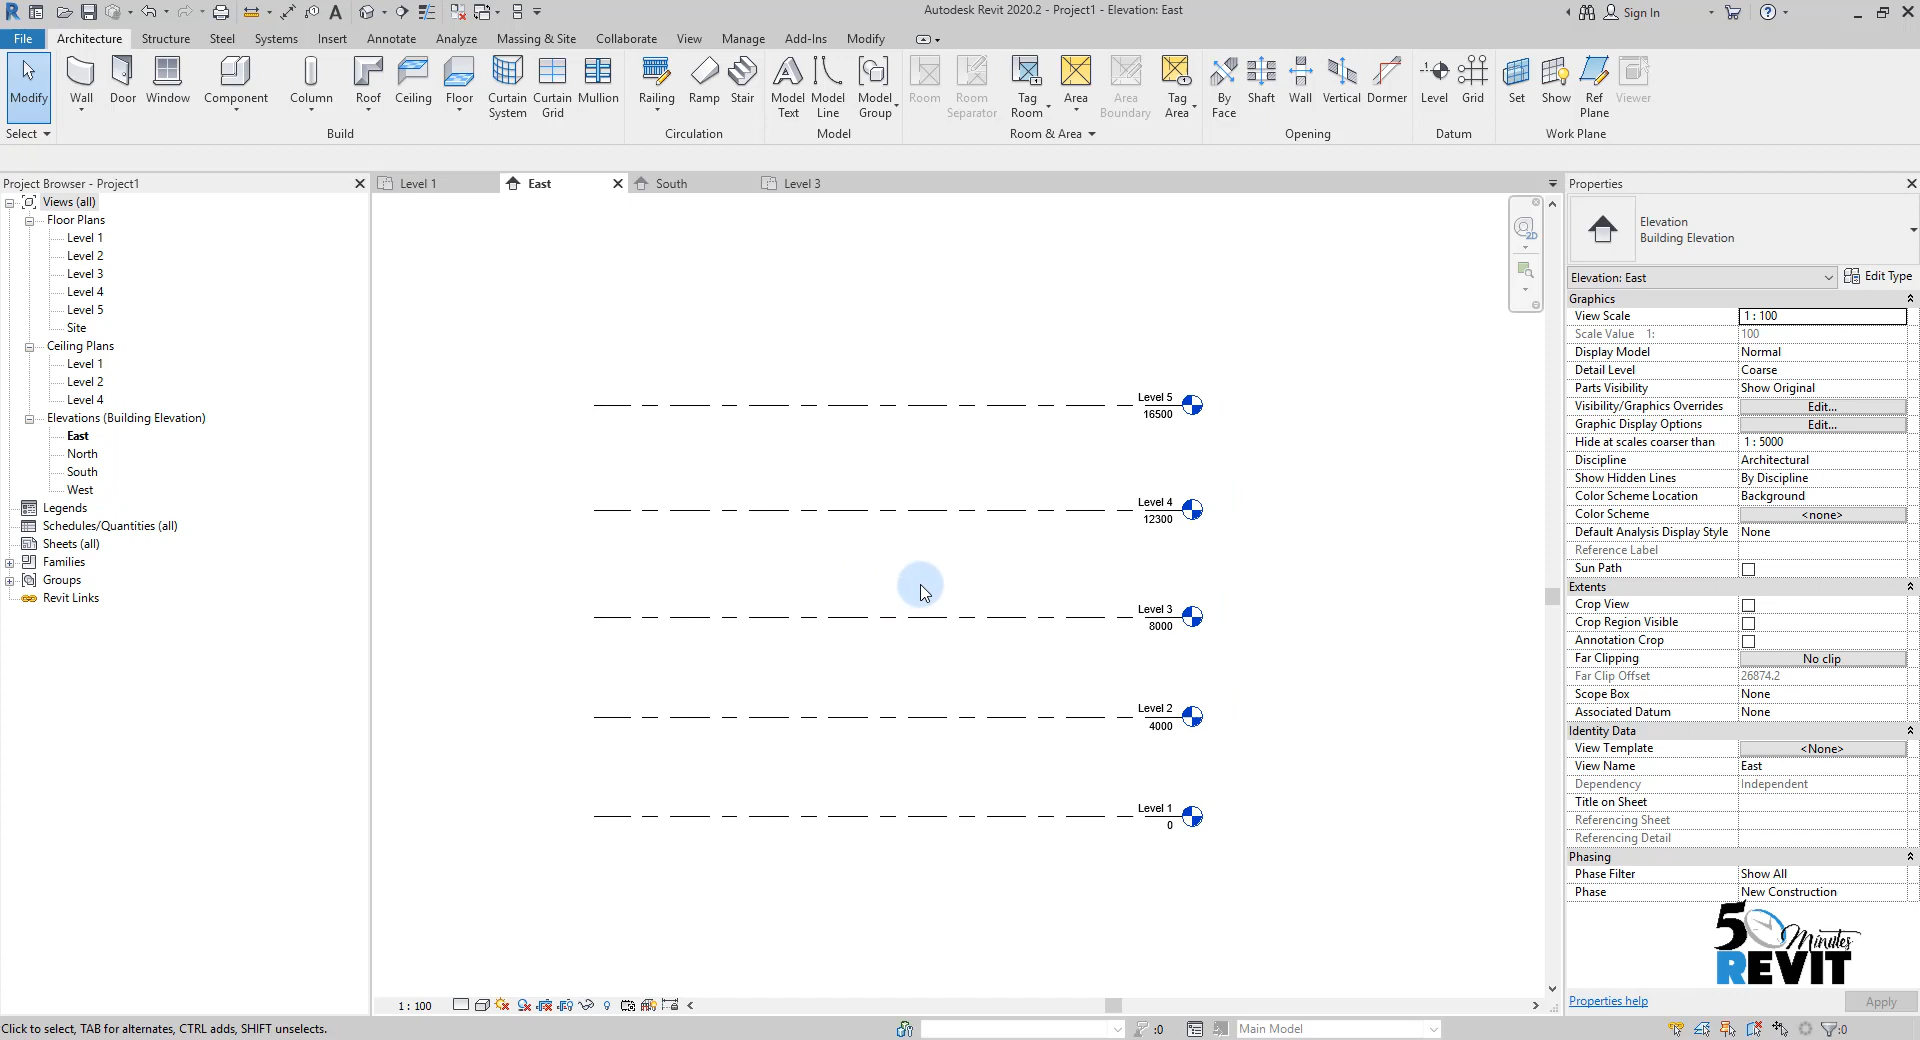 Autodesk Revit 2020.2 - Project1 - Elevation: East
Sign In
File Architecture Structure Steel Systems Insert Annotate Analyze Massing & Site Collaborate View Manage Add-Ins Modify
Modify Wall Door Window Component Column Roof Ceiling Floor Curtain System Curtain Grid Mullion Railing Ramp Stair Model Text Model Line Model Group Room Room Separator Tag Room Area Area Boundary Tag Area By Face Shaft Wall Vertical Dormer Level Grid Set Show Ref Plane Viewer
Select Build Circulation Model Room & Area Opening Datum Work Plane
Project Browser - Project1
Views (all)
Floor Plans
Level 1
Level 2
Level 3
Level 4
Level 5
Site
Ceiling Plans
Level 1
Level 2
Level 4
Elevations (Building Elevation)
East
North
South
West
Legends
Schedules/Quantities (all)
Sheets (all)
Families
Groups
Revit Links
Level 1 East South Level 3
2D
Level 5
16500
Level 4
12300
Level 3
8000
Level 2
4000
Level 1
0
Properties
Elevation
Building Elevation
Elevation: East Edit Type
Graphics
View Scale 1 : 100
Scale Value 1: 100
Display Model Normal
Detail Level Coarse
Parts Visibility Show Original
Visibility/Graphics Overrides Edit...
Graphic Display Options Edit...
Hide at scales coarser than 1 : 5000
Discipline Architectural
Show Hidden Lines By Discipline
Color Scheme Location Background
Color Scheme <none>
Default Analysis Display Style None
Reference Label
Sun Path
Extents
Crop View
Crop Region Visible
Annotation Crop
Far Clipping No clip
Far Clip Offset 26874.2
Scope Box None
Associated Datum None
Identity Data
View Template <None>
View Name East
Dependency Independent
Title on Sheet
Referencing Sheet
Referencing Detail
Phasing
Phase Filter Show All
Phase New Construction
50 Minutes
REVIT
Properties help Apply
1 : 100
Click to select, TAB for alternates, CTRL adds, SHIFT unselects.
:0 Main Model :0